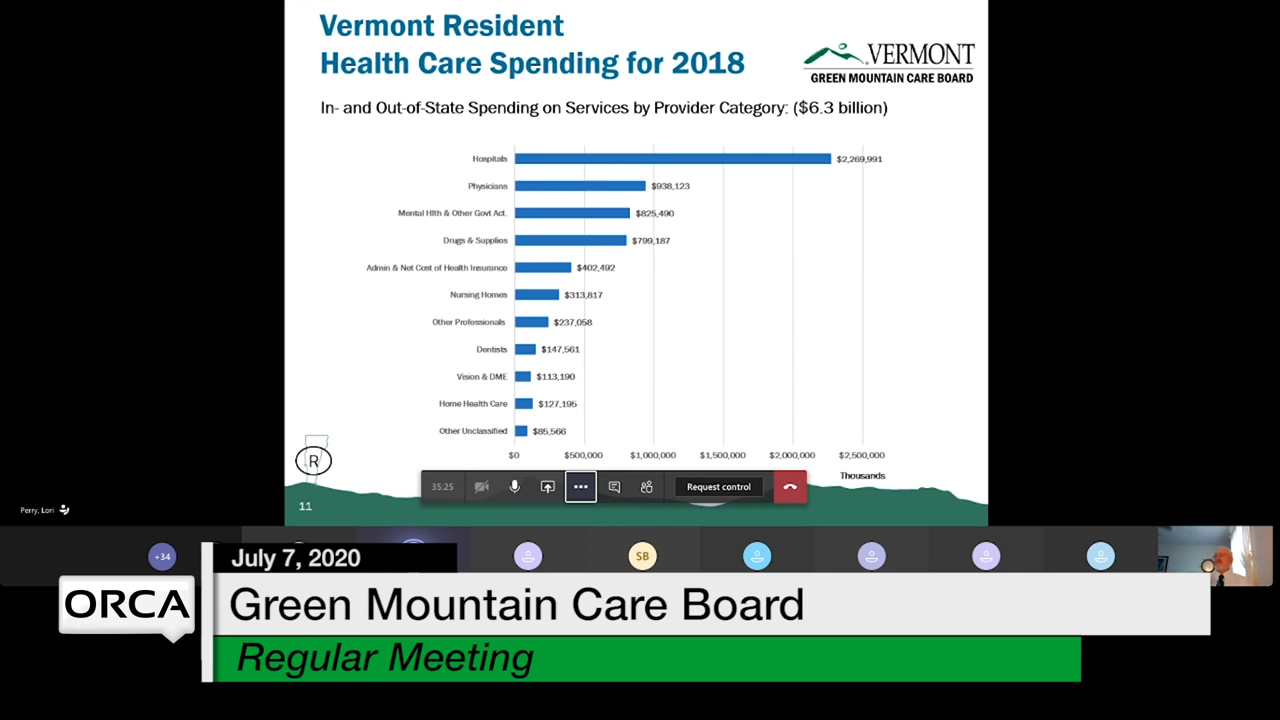 Vermont Resident
Health Care Spending for 2018
VERMONT
GREEN MOUNTAIN CARE BOARD
In- and Out-of-State Spending on Services by Provider Category: ($6.3 billion)
Hospitals $2,269,991
Physicians $938,123
Mental Hlth & Other Govt Act. $825,490
Drugs & Supplies $799,187
Admin & Net Cost of Health Insurance $402,492
Nursing Homes $313,817
Other Professionals $237,058
Dentists $147,561
Vision & DME $113,190
Home Health Care $127,195
Other Unclassified $85,566
$0 $500,000 $1,000,000 $1,500,000 $2,000,000 $2,500,000
Thousands
R
35:25 Request control
11
Perry, Lori
+34
SB
July 7, 2020
ORCA
Green Mountain Care Board
Regular Meeting